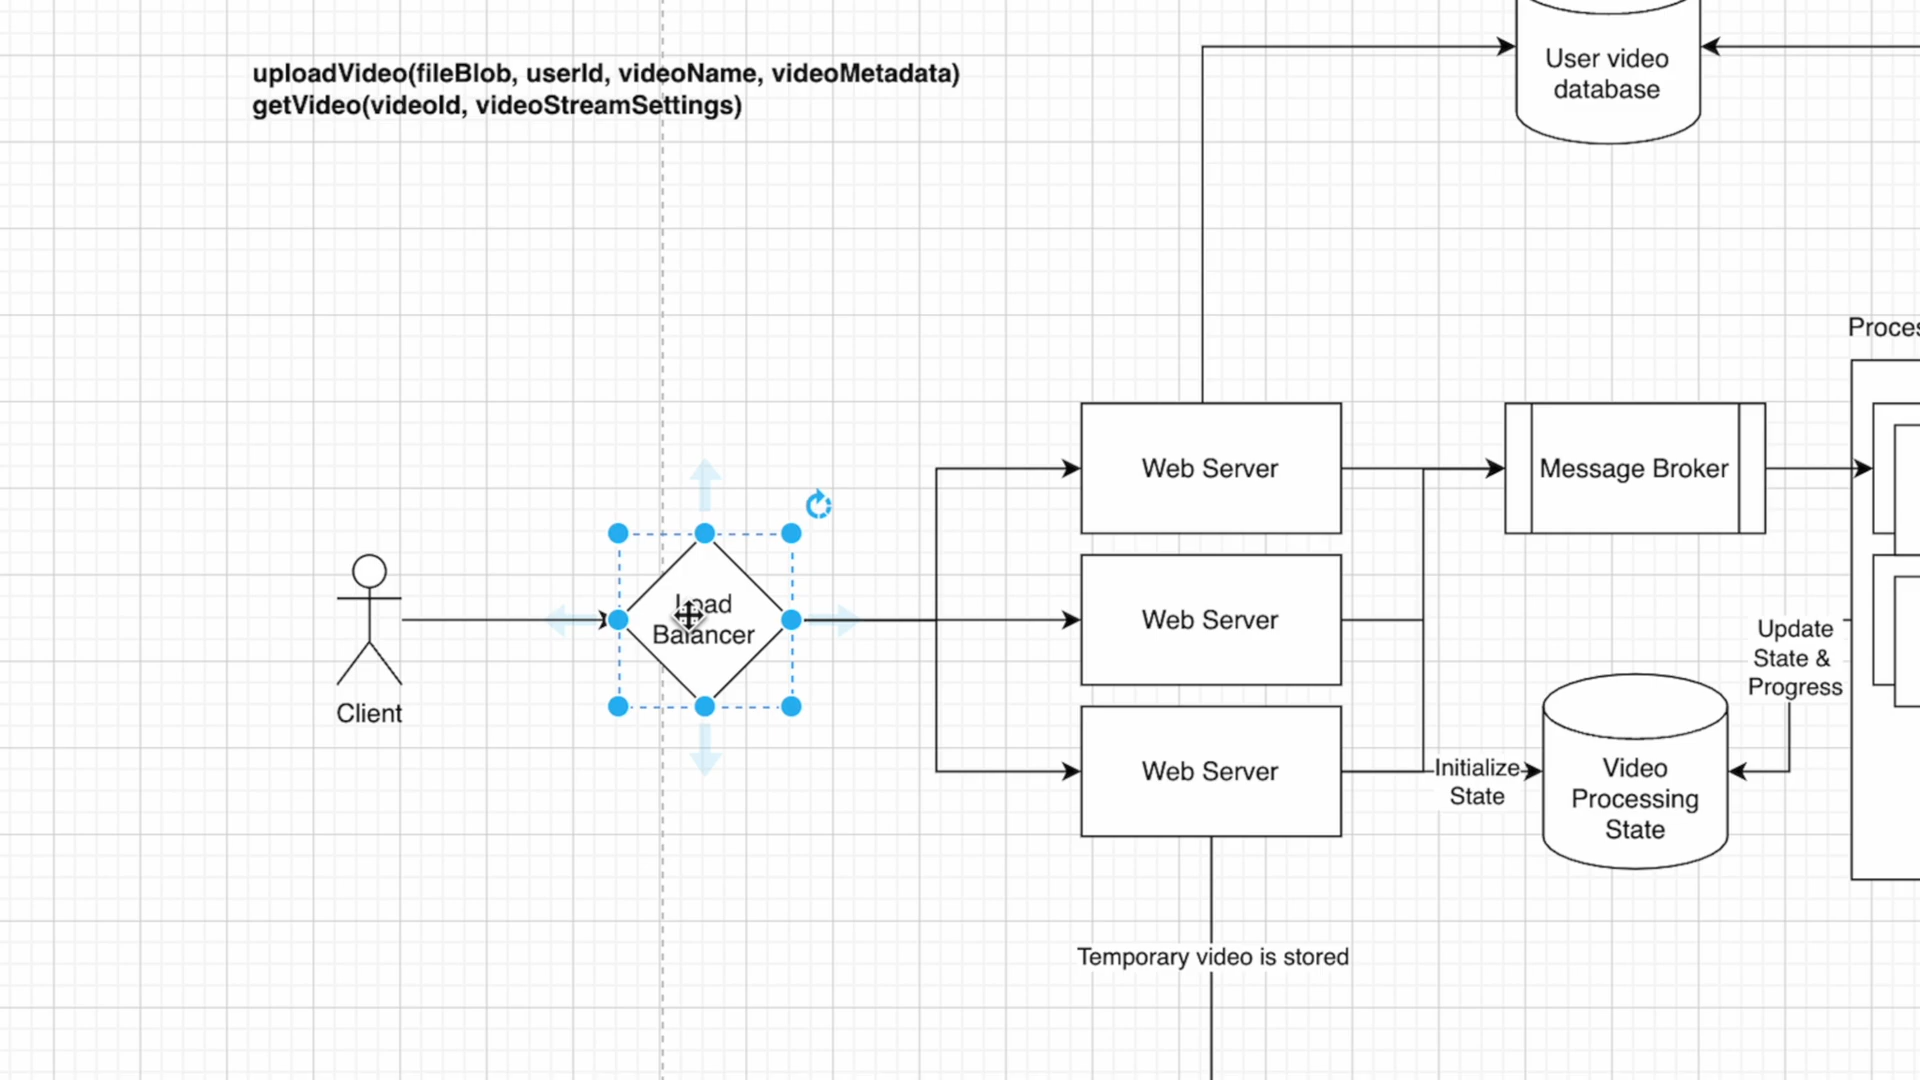 uploadVideo(fileBlob, userId, videoName, videoMetadata)
getVideo(videoId, videoStreamSettings)
User video
database
Web Server
Message Broker
Load
Balancer
Web Server
Update
State &
Progress
Client
Web Server
Initialize
State
Video
Processing
State
Temporary video is stored